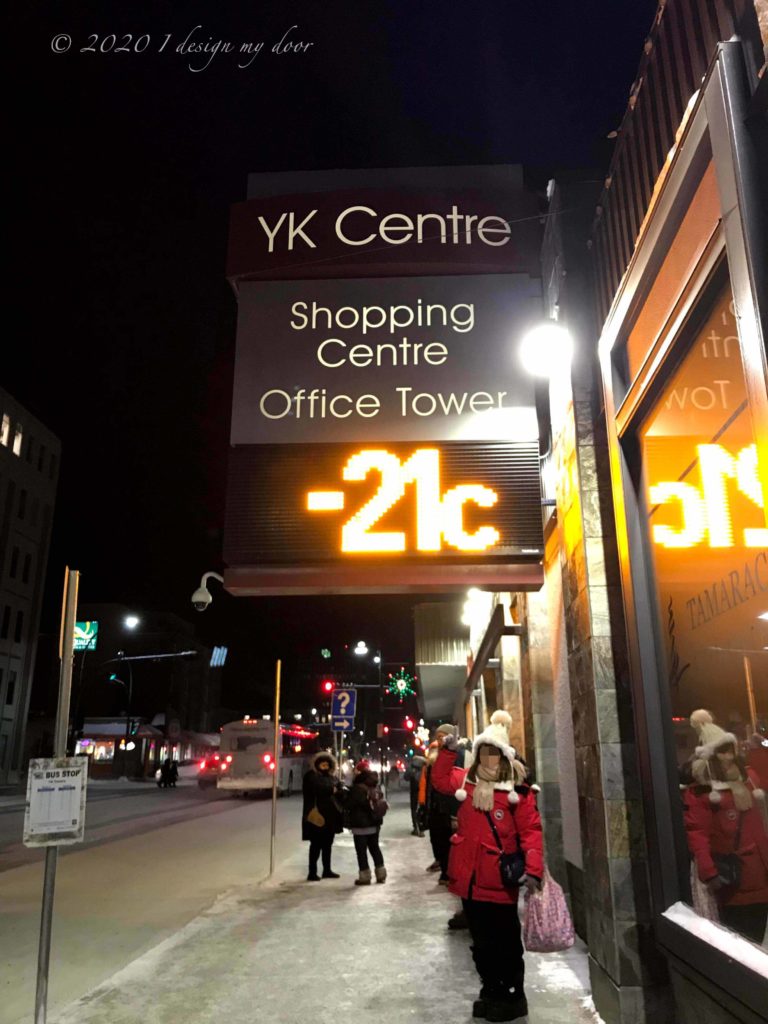 © 2020 I design my door
YK Centre
Shopping
Centre
Office Tower
-21c
?
BUS STOP
TAMARAC